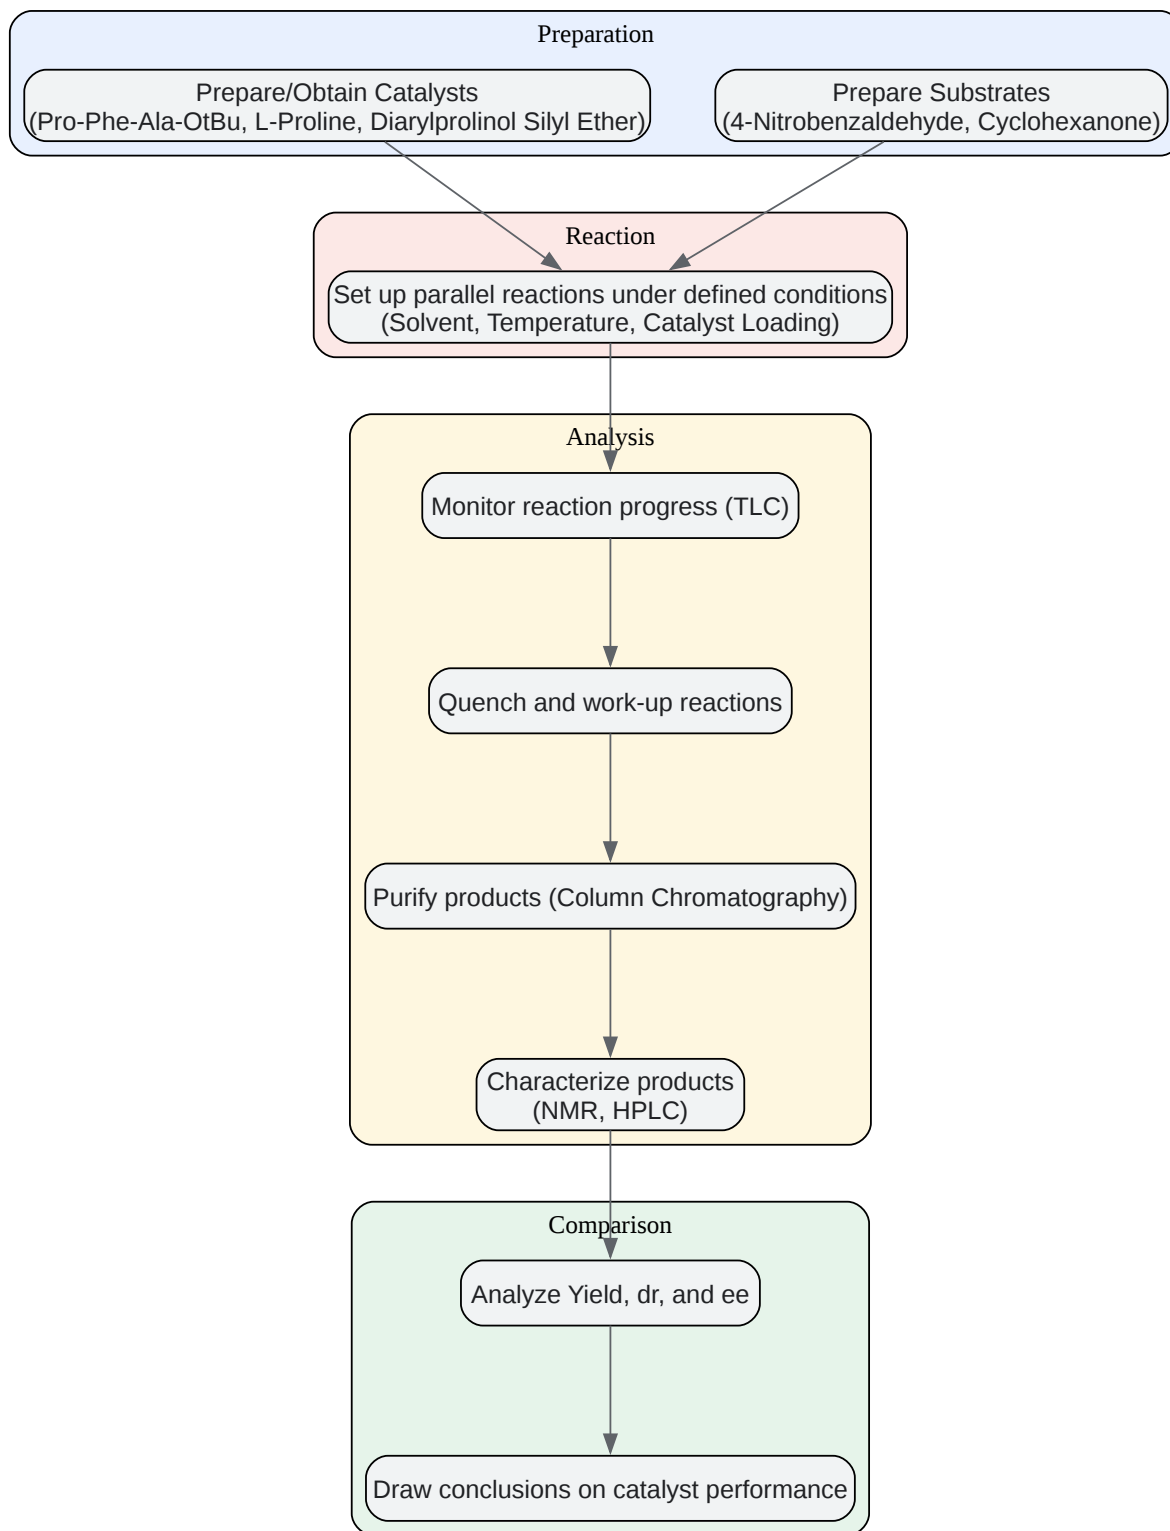 Preparation
Prepare/Obtain Catalysts
(Pro-Phe-Ala-OtBu, L-Proline, Diarylprolinol Silyl Ether)
Prepare Substrates
(4-Nitrobenzaldehyde, Cyclohexanone)
Reaction
Set up parallel reactions under defined conditions
(Solvent, Temperature, Catalyst Loading)
Analysis
Monitor reaction progress (TLC)
Quench and work-up reactions
Purify products (Column Chromatography)
Characterize products
(NMR, HPLC)
Comparison
Analyze Yield, dr, and ee
Draw conclusions on catalyst performance